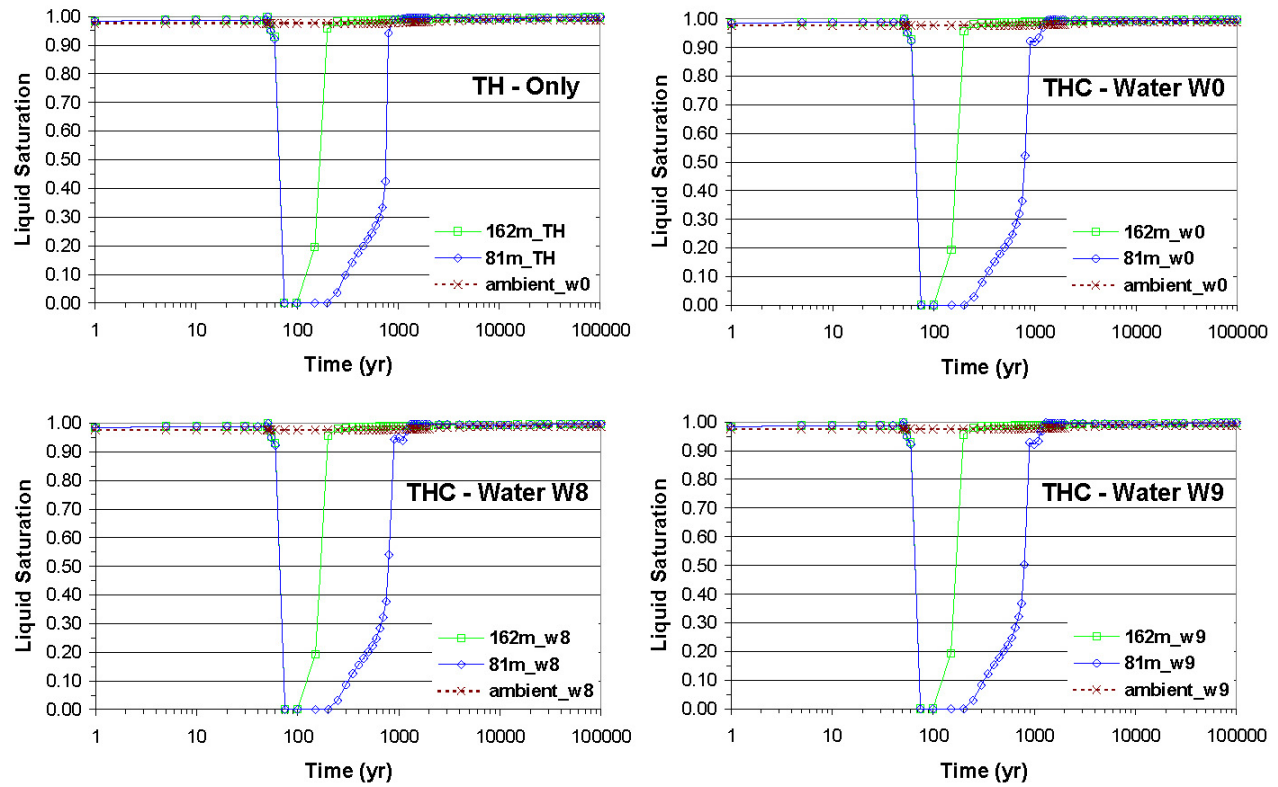 1.00
0.90
0.80
0.70
0.60
0.50
0.40
0.30
0.20
0.10
0.00
Liquid Saturation
TH - Only
162m_TH
81m_TH
ambient_w0
1 10 100 1000 10000 100000
Time (yr)
1.00
0.90
0.80
0.70
0.60
0.50
0.40
0.30
0.20
0.10
0.00
Liquid Saturation
THC - Water W0
162m_w0
81m_w0
ambient_w0
1 10 100 1000 10000 100000
Time (yr)
1.00
0.90
0.80
0.70
0.60
0.50
0.40
0.30
0.20
0.10
0.00
Liquid Saturation
THC - Water W8
162m_w8
81m_w8
ambient_w8
1 10 100 1000 10000 100000
Time (yr)
1.00
0.90
0.80
0.70
0.60
0.50
0.40
0.30
0.20
0.10
0.00
Liquid Saturation
THC - Water W9
162m_w9
81m_w9
ambient_w9
1 10 100 1000 10000 100000
Time (yr)